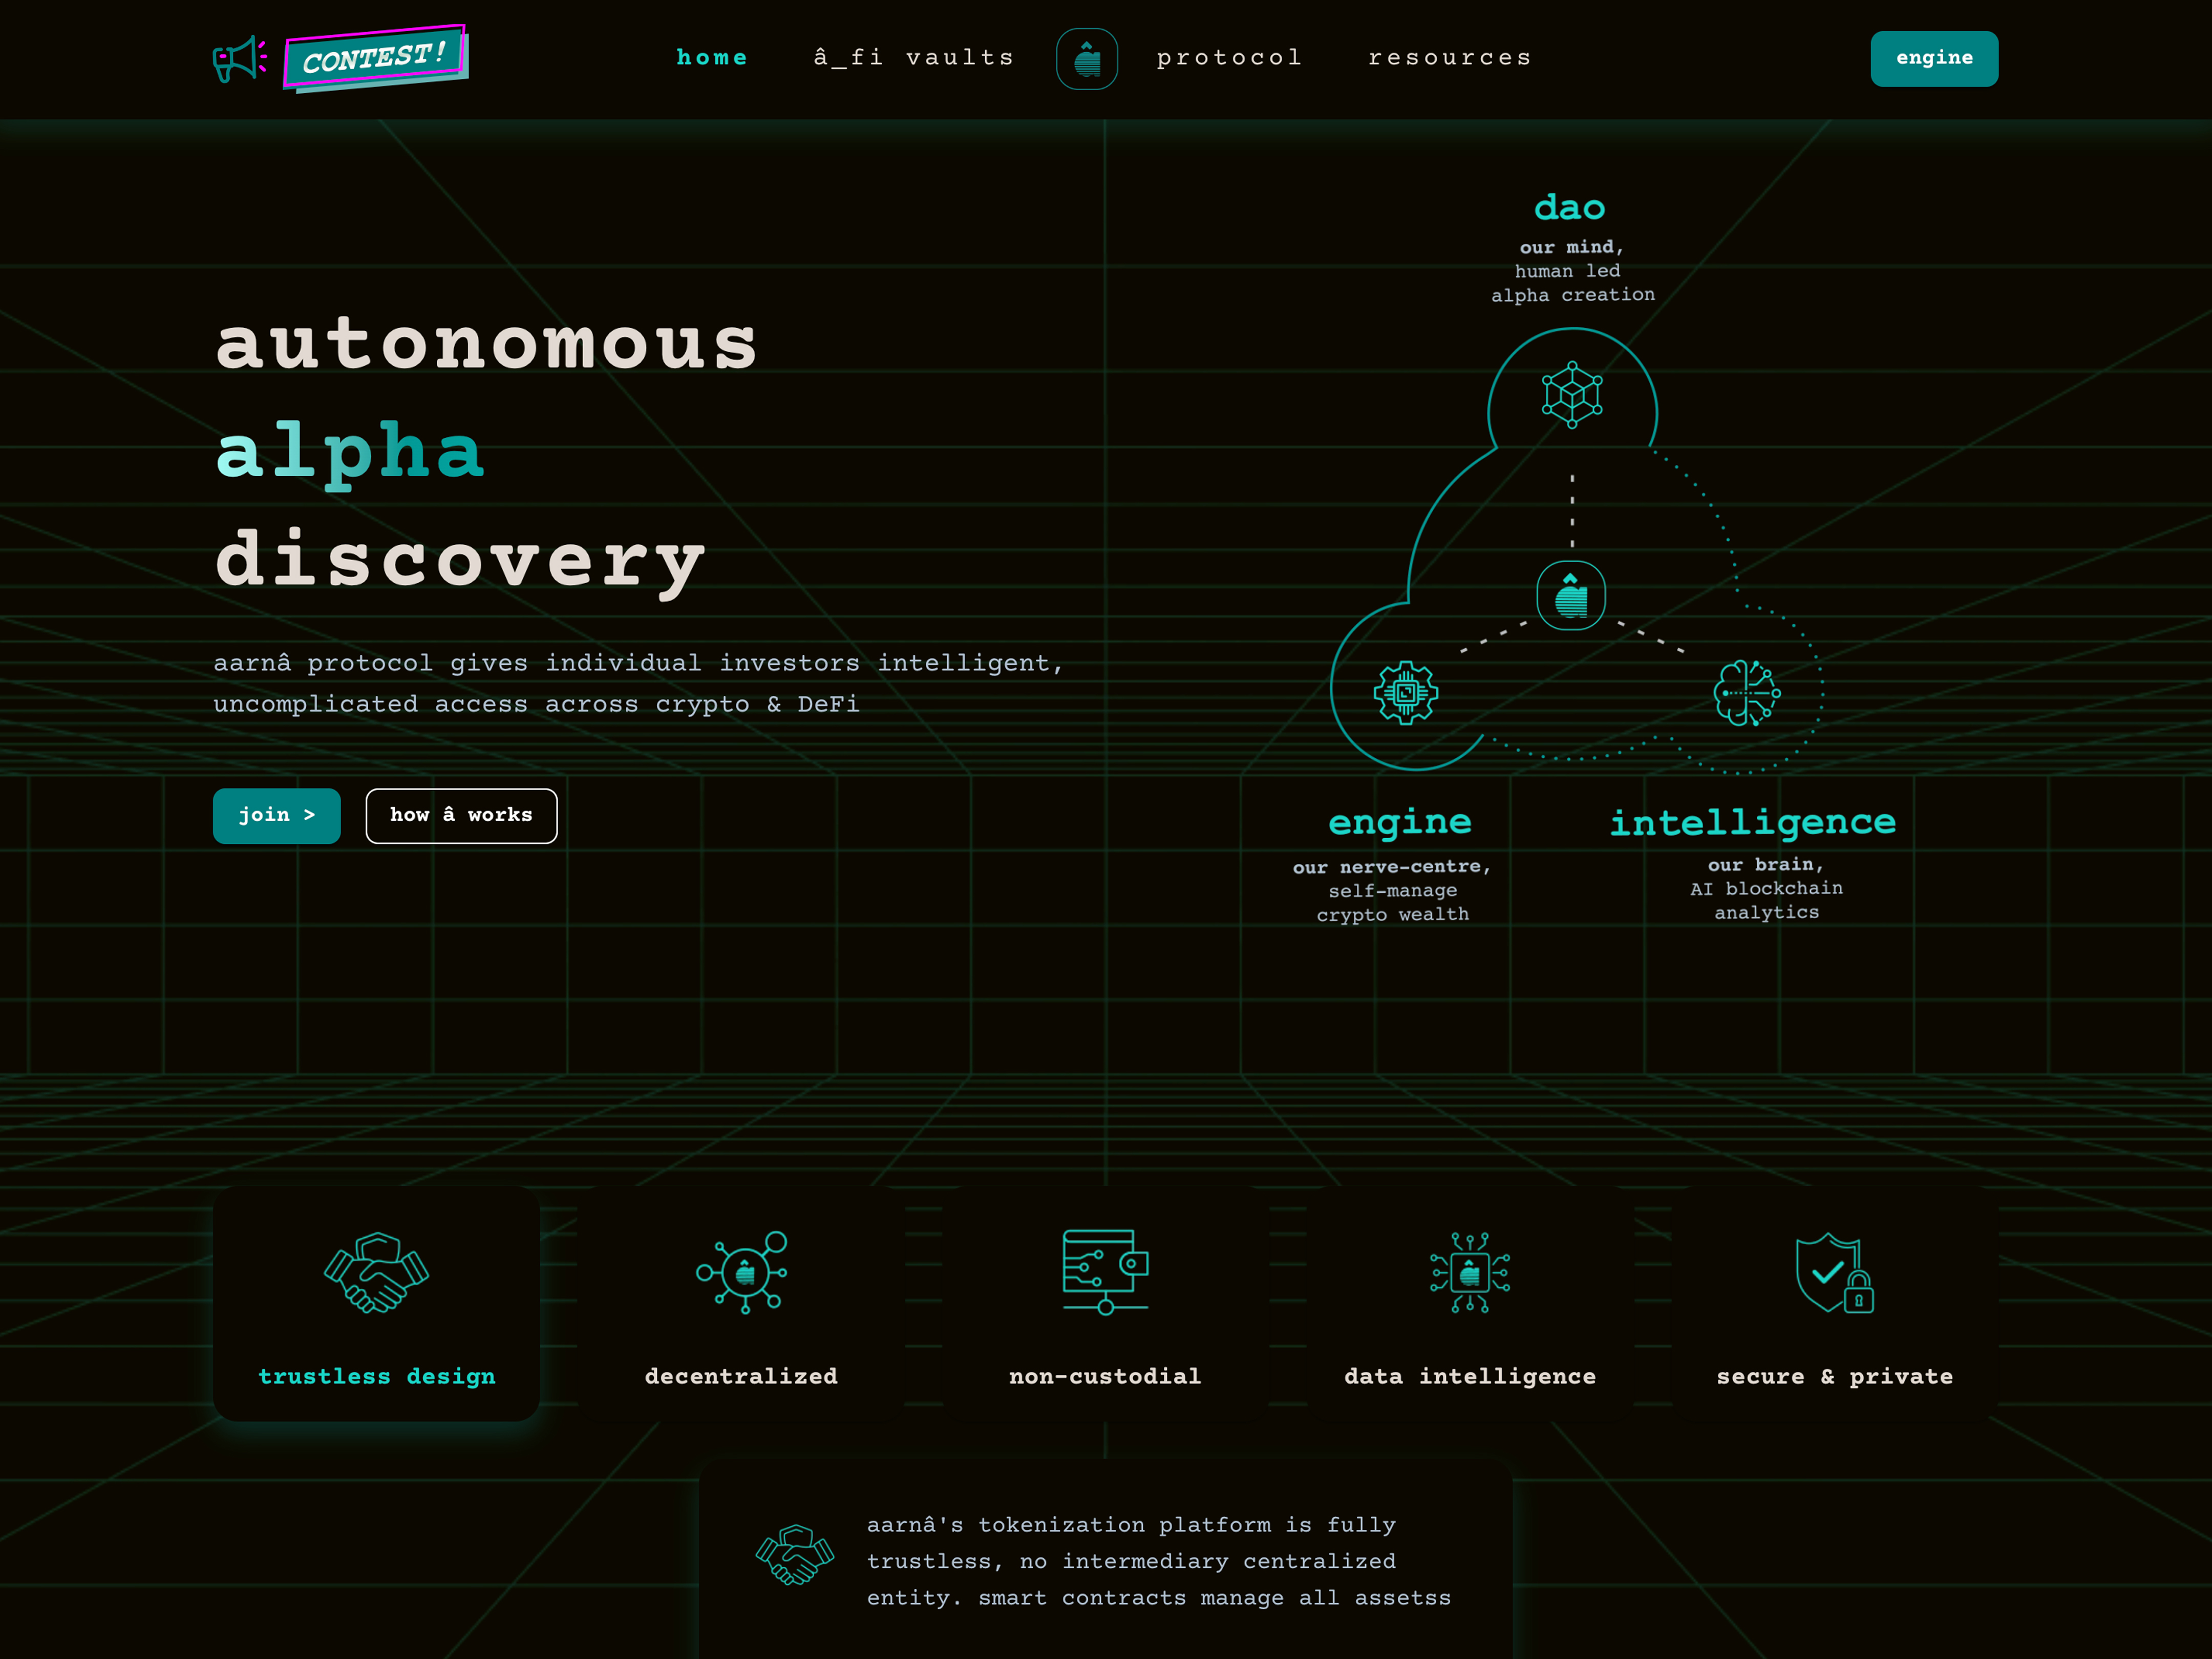 CONTEST!
home
â_fi vaults
â
protocol
resources
engine
autonomous
alpha
discovery
aarnâ protocol gives individual investors intelligent,
uncomplicated access across crypto & DeFi
join >
how â works
dao
our mind,
human led
alpha creation
â
engine
our nerve-centre,
self-manage
crypto wealth
intelligence
our brain,
AI blockchain
analytics
trustless design
decentralized
non-custodial
data intelligence
secure & private
aarnâ's tokenization platform is fully
trustless, no intermediary centralized
entity. smart contracts manage all assetss